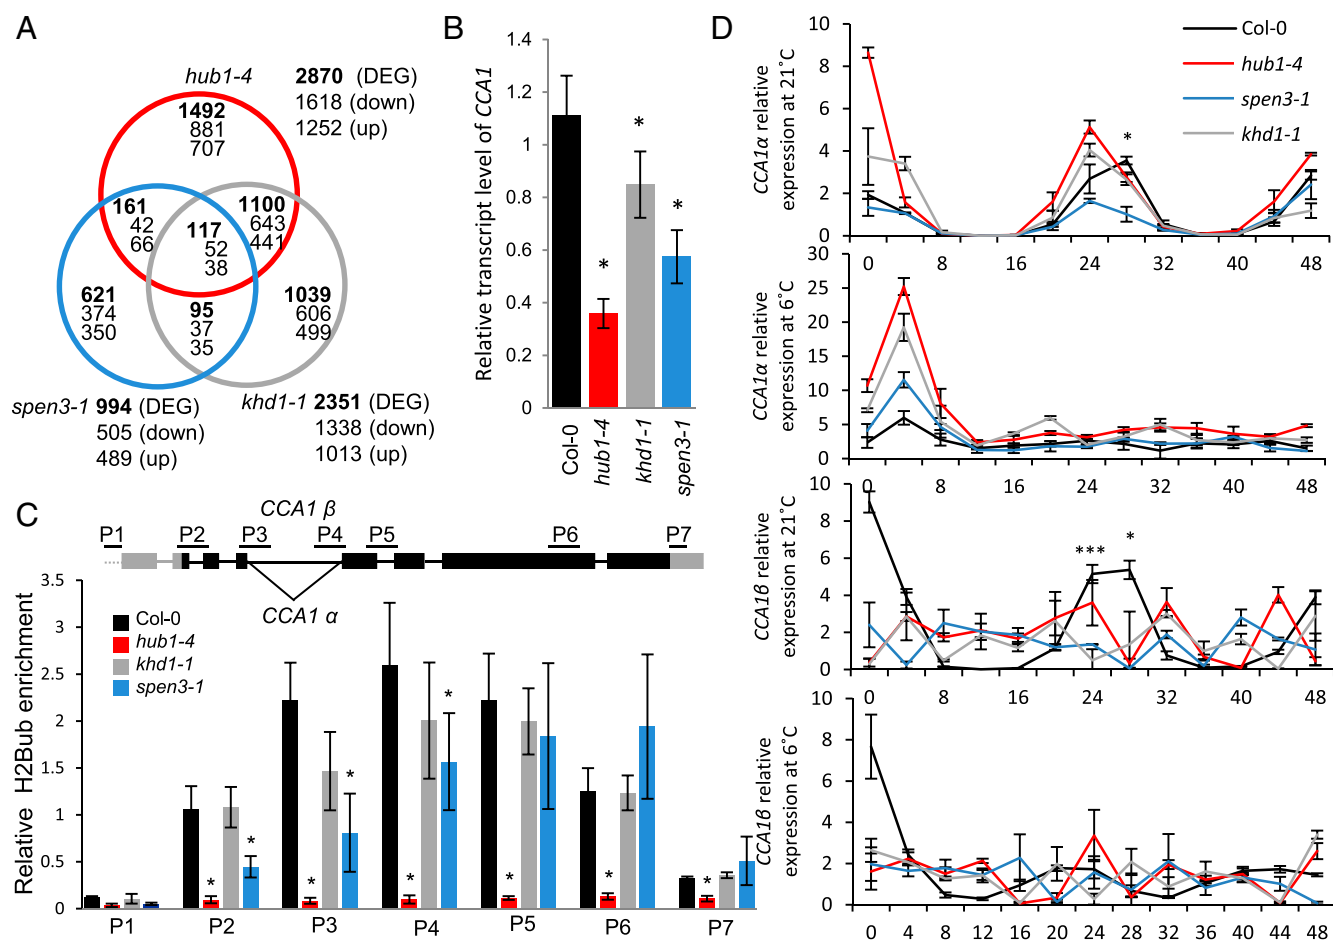 A
hub1-4
2870 (DEG)
1618 (down)
1252 (up)
1492
881
707
161
42
66
1100
643
441
117
52
38
621
374
350
95
37
35
1039
606
499
spen3-1 994 (DEG)
505 (down)
489 (up)
khd1-1 2351 (DEG)
1338 (down)
1013 (up)
B
Relative transcript level of CCA1
1.4
1.2
1
0.8
0.6
0.4
0.2
0
*
*
*
Col-0
hub1-4
khd1-1
spen3-1
C
CCA1 β
P1
P2
P3
P4
P5
P6
P7
CCA1 α
Relative H2Bub enrichment
3.5
3
2.5
2
1.5
1
0.5
0
Col-0
hub1-4
khd1-1
spen3-1
*
*
*
*
*
*
*
*
*
P1
P2
P3
P4
P5
P6
P7
D
Col-0
hub1-4
spen3-1
khd1-1
CCA1α relative
expression at 21˚C
10
8
6
4
2
0
*
0 8 16 24 32 40 48
CCA1α relative
expression at 6˚C
30
25
20
15
10
5
0
0 8 16 24 32 40 48
CCA1β relative
expression at 21˚C
10
8
6
4
2
0
***
*
0 8 16 24 32 40 48
CCA1β relative
expression at 6˚C
10
8
6
4
2
0
0 4 8 12 16 20 24 28 32 36 40 44 48